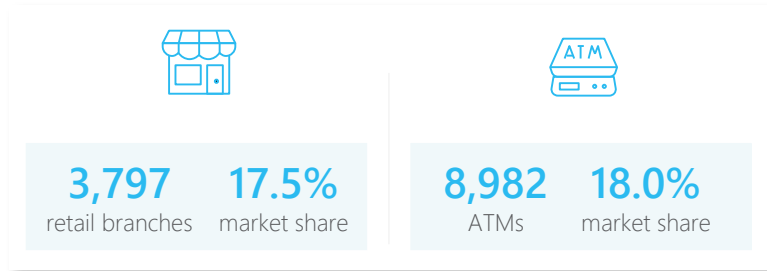 ATM
3,797 17.5%
retail branches market share
8,982 18.0%
ATMs market share